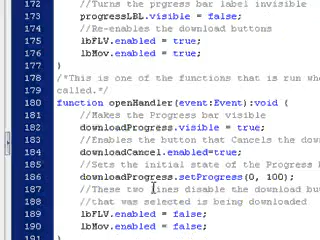 172 //Turns the prgress bar label invisible
173 progressLBL.visible = false;
174 //Re-enables the download buttons
175 lbFLV.enabled = true;
176 lbMov.enabled = true;
177 }
178 /*This is one of the functions that is run
179 called.*/
180 function openHandler(event:Event):void {
181 //Makes the Progress bar visible
182 downloadProgress.visible = true;
183 //Enables the button that Cancels the
184 downloadCancel.enabled=true;
185 //Sets the initial state of the Progress
186 downloadProgress.setProgress(0, 100);
187 //These two lines disable the download
188 //that was selected is being downloaded
189 lbFLV.enabled = false;
190 lbMov.enabled = false;
191 }